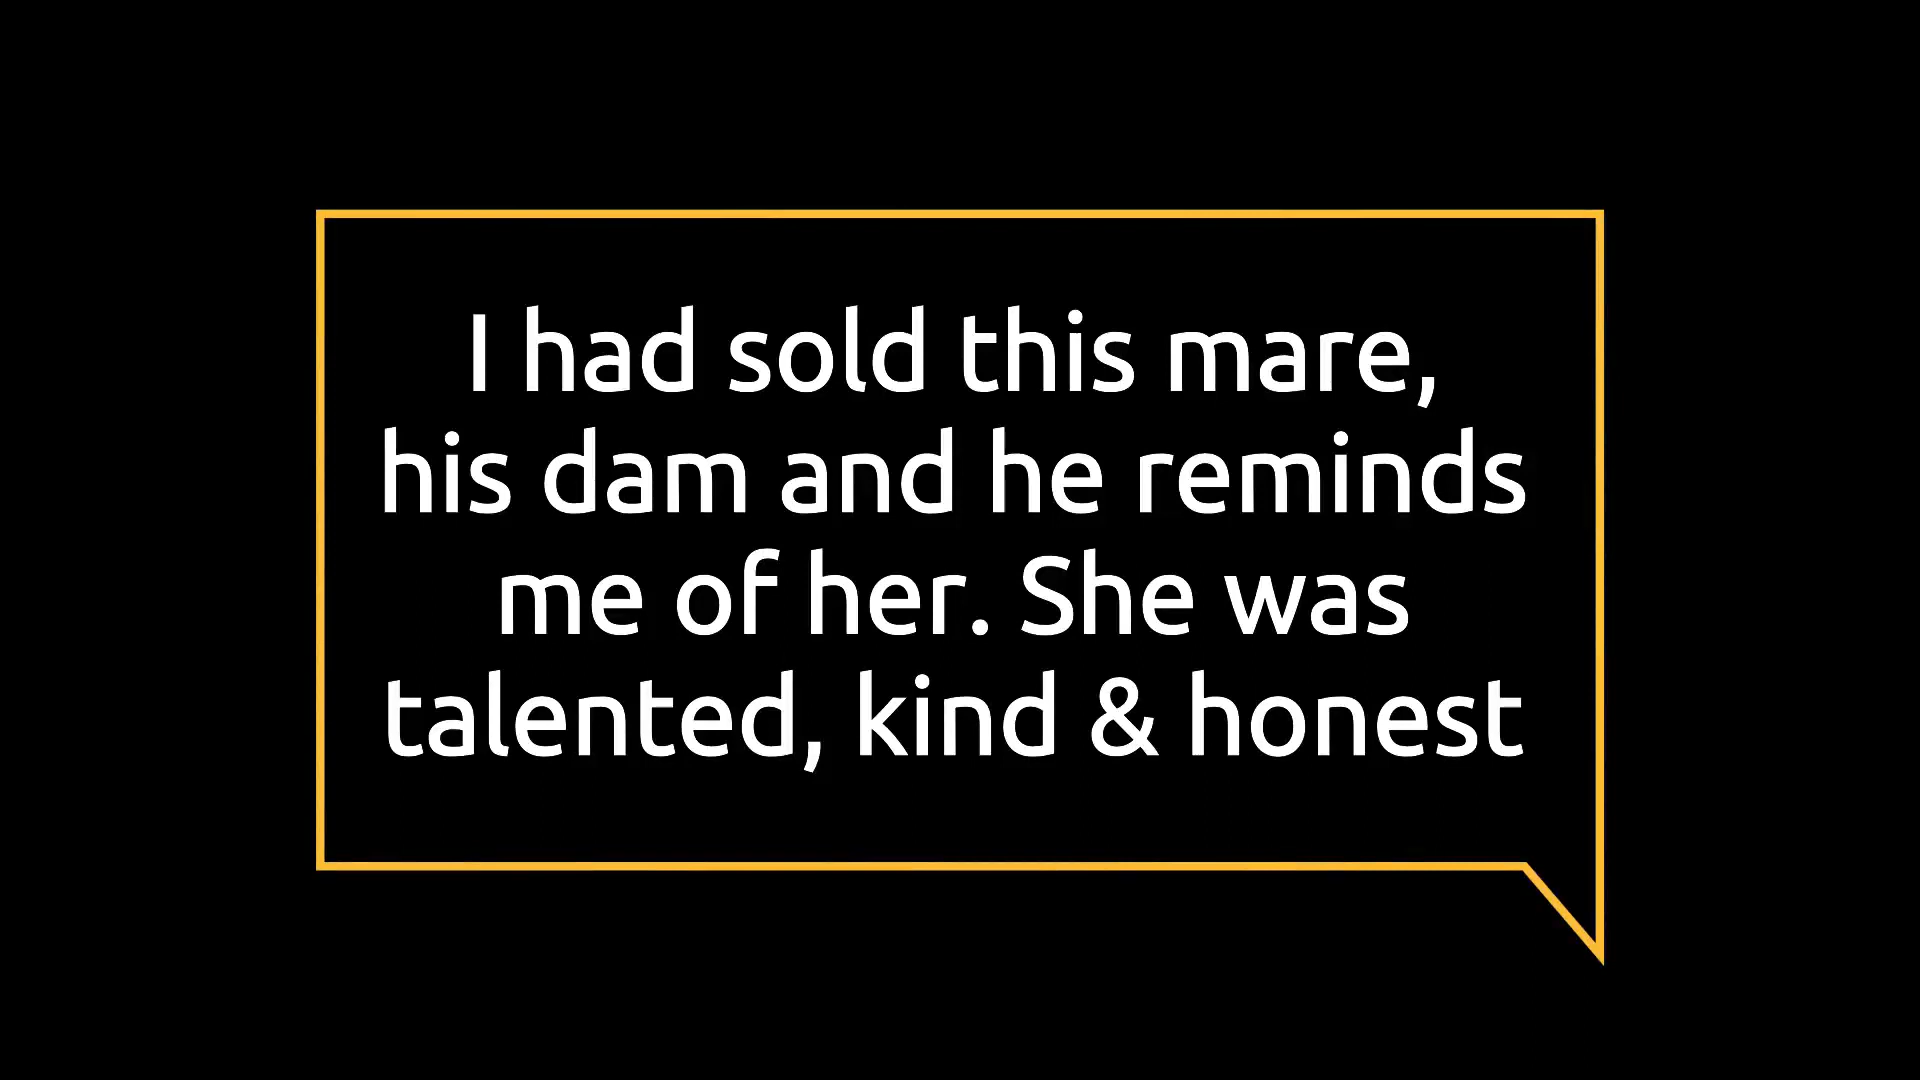 I had sold this mare,
his dam and he reminds
me of her. She was
talented, kind & honest